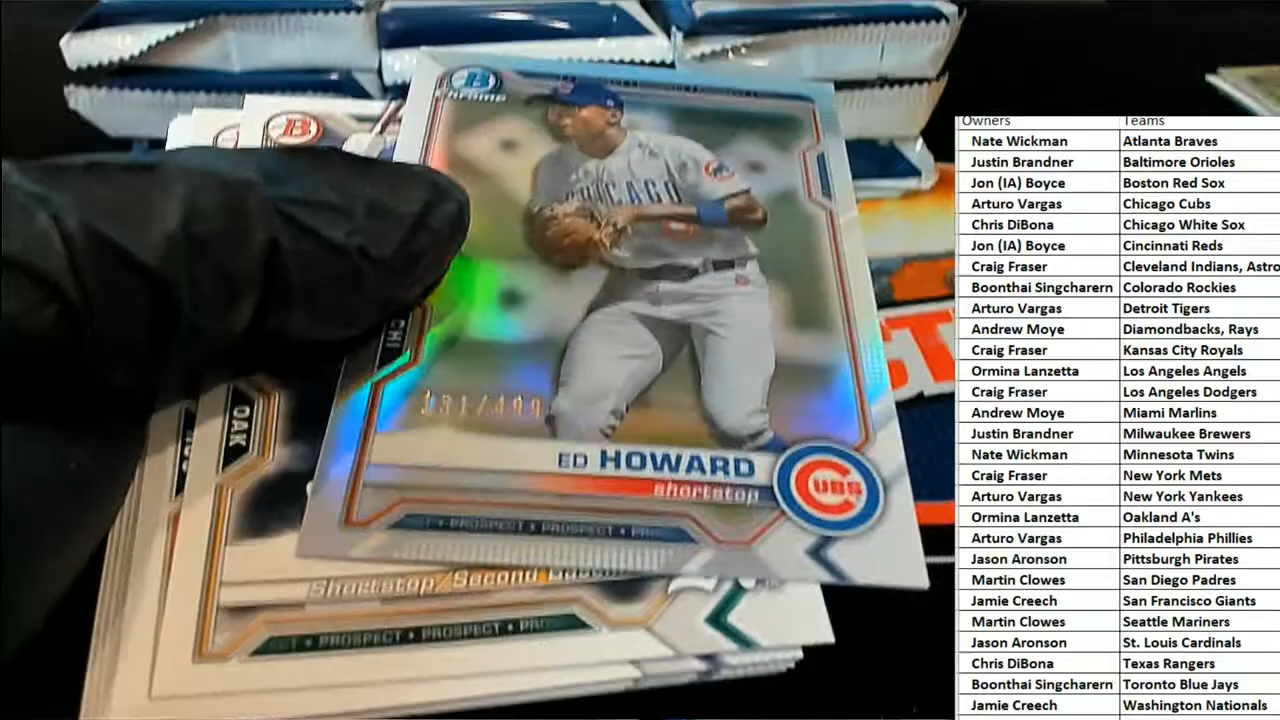 B
Chrome
B
CHICAGO
CHI
OAK
ED HOWARD
shortstop
CUBS
PROSPECT • PROSPECT •
Shortstop/Second
PROSPECT • PROSPECT •
Owners Teams
Nate Wickman Atlanta Braves
Justin Brandner Baltimore Orioles
Jon (IA) Boyce Boston Red Sox
Arturo Vargas Chicago Cubs
Chris DiBona Chicago White Sox
Jon (IA) Boyce Cincinnati Reds
Craig Fraser Cleveland Indians, Astro
Boonthai Singcharern Colorado Rockies
Arturo Vargas Detroit Tigers
Andrew Moye Diamondbacks, Rays
Craig Fraser Kansas City Royals
Ormina Lanzetta Los Angeles Angels
Craig Fraser Los Angeles Dodgers
Andrew Moye Miami Marlins
Justin Brandner Milwaukee Brewers
Nate Wickman Minnesota Twins
Craig Fraser New York Mets
Arturo Vargas New York Yankees
Ormina Lanzetta Oakland A's
Arturo Vargas Philadelphia Phillies
Jason Aronson Pittsburgh Pirates
Martin Clowes San Diego Padres
Jamie Creech San Francisco Giants
Martin Clowes Seattle Mariners
Jason Aronson St. Louis Cardinals
Chris DiBona Texas Rangers
Boonthai Singcharern Toronto Blue Jays
Jamie Creech Washington Nationals